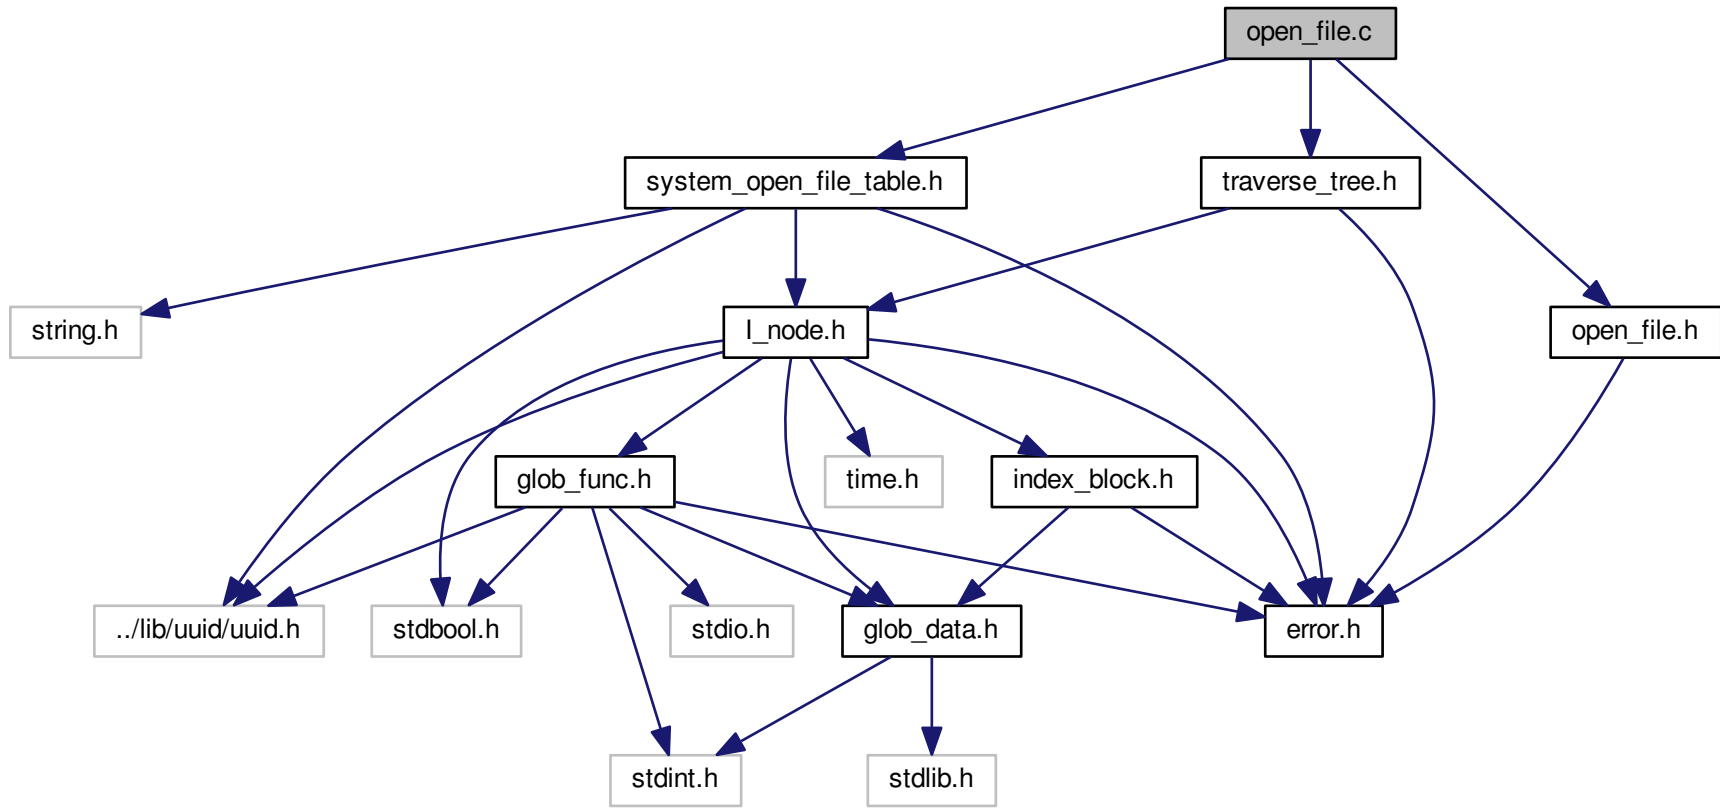 open_file.c
system_open_file_table.h
traverse_tree.h
string.h
I_node.h
open_file.h
glob_func.h
time.h
index_block.h
../lib/uuid/uuid.h
stdbool.h
stdio.h
glob_data.h
error.h
stdint.h
stdlib.h